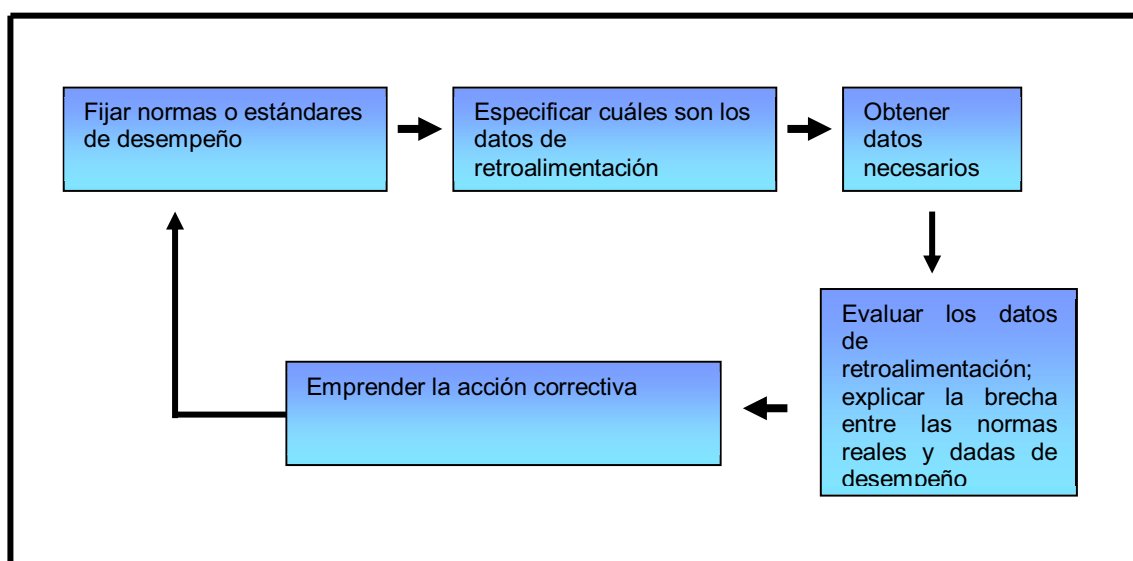 Fijar normas o estándares
de desempeño
Especificar cuáles son los
datos de
retroalimentación
Obtener
datos
necesarios
Evaluar los datos
de
retroalimentación;
explicar la brecha
entre las normas
reales y dadas de
desempeño
Emprender la acción correctiva